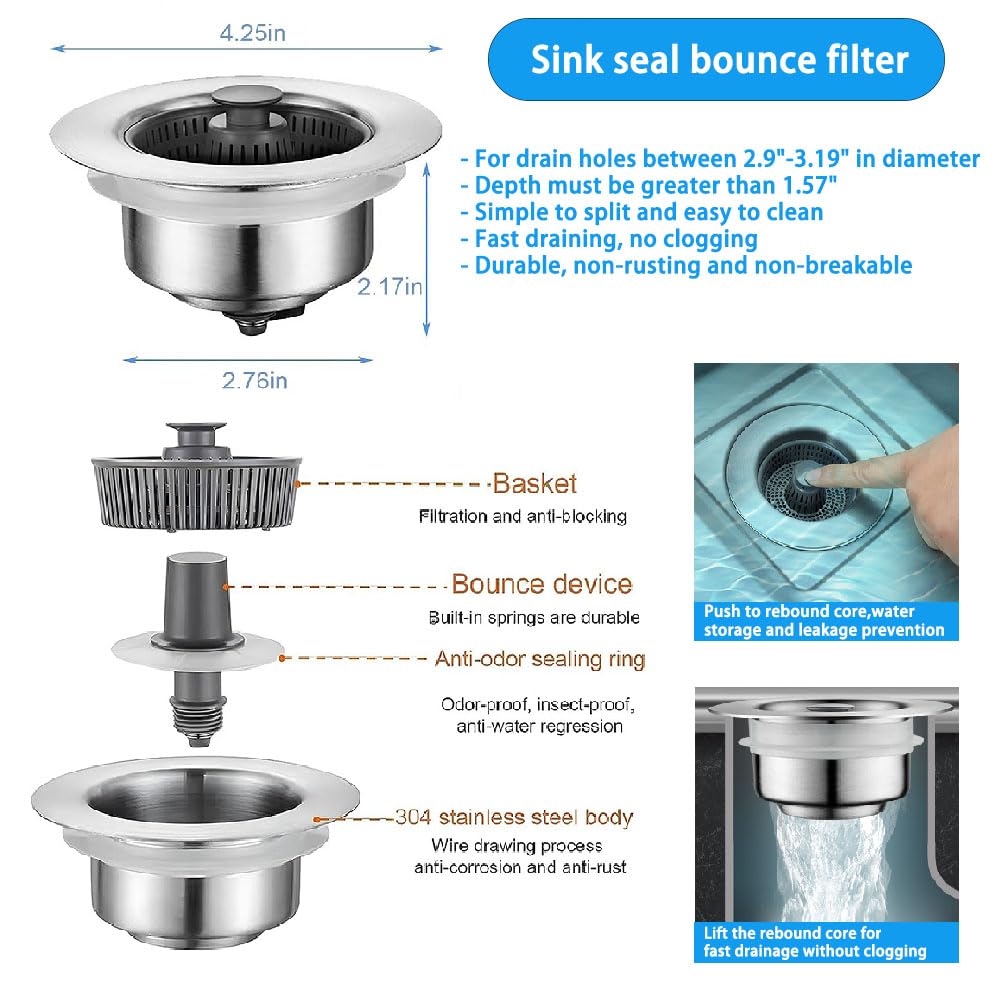 4.25in
Sink seal bounce filter
- For drain holes between 2.9"-3.19" in diameter
- Depth must be greater than 1.57"
- Simple to split and easy to clean
- Fast draining, no clogging
- Durable, non-rusting and non-breakable
2.17in
2.76in
Basket
Filtration and anti-blocking
Bounce device
Built-in springs are durable
Anti-odor sealing ring
Odor-proof, insect-proof,
anti-water regression
304 stainless steel body
Wire drawing process
anti-corrosion and anti-rust
Push to rebound core,water
storage and leakage prevention
Lift the rebound core for
fast drainage without clogging